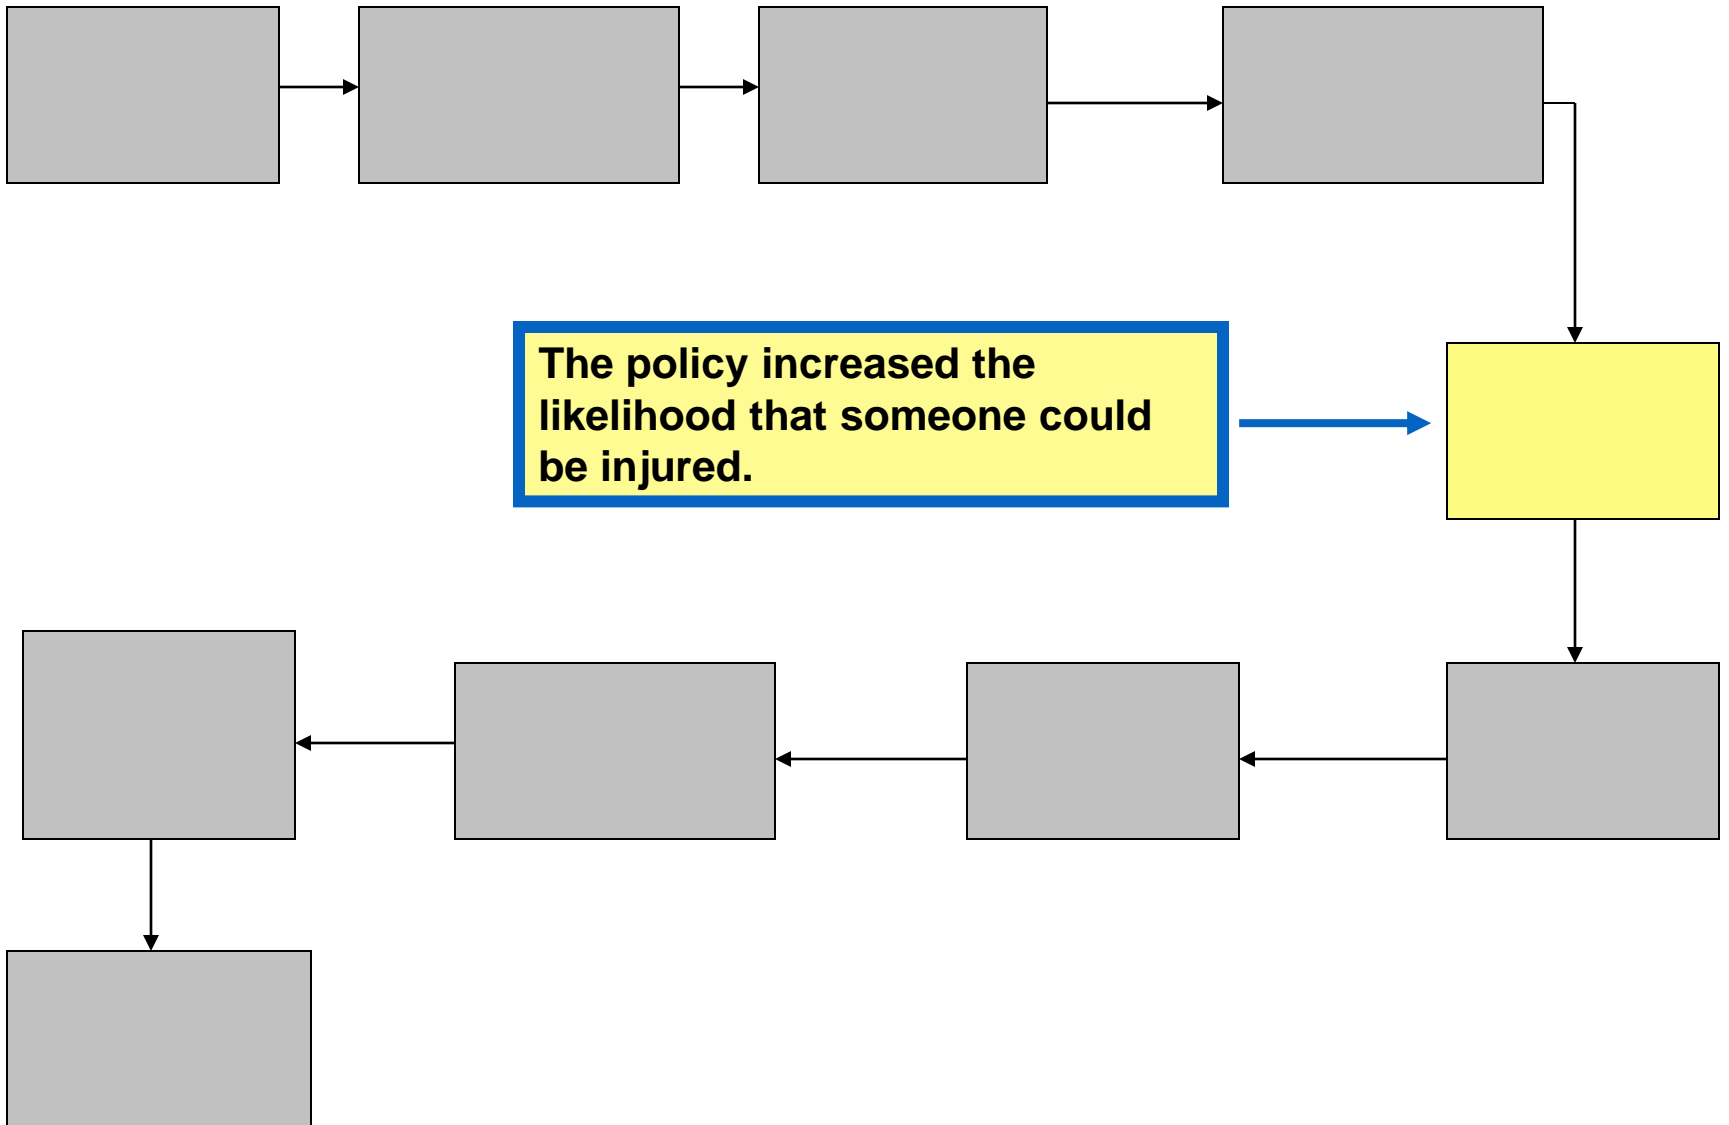 The policy increased the
likelihood that someone could
be injured.